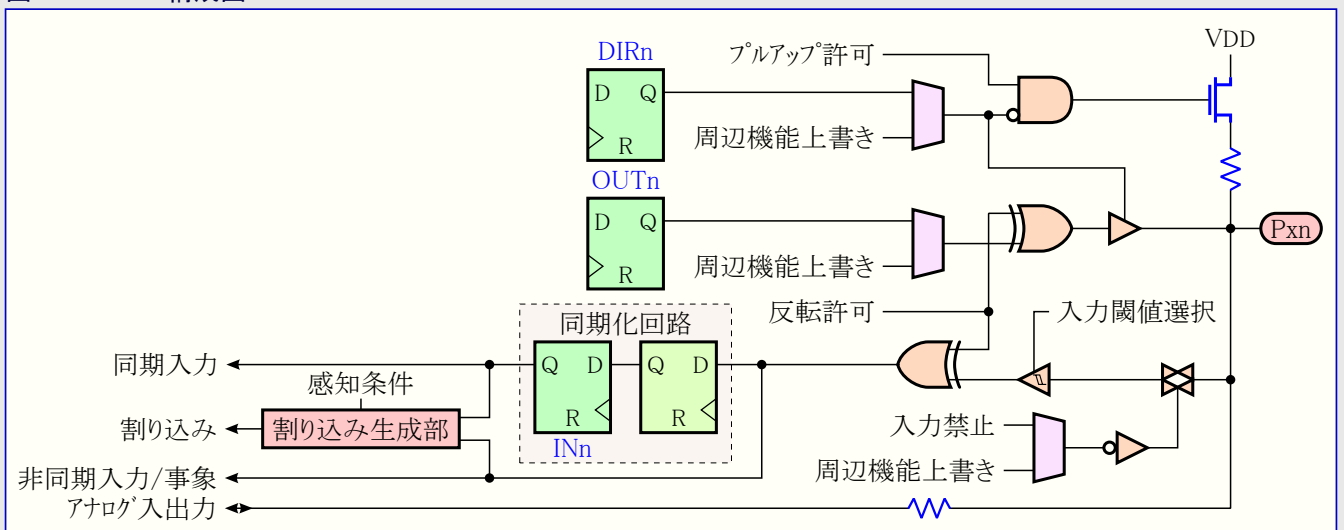 VDD
DIRn
プルアップ許可
D Q
R
周辺機能上書き
OUTn
D Q
R
周辺機能上書き
Pxn
反転許可
入力閾値選択
同期化回路
同期入力
Q D
Q D
感知条件
R
R
割り込み
割り込み生成部
INn
入力禁止
周辺機能上書き
非同期入力/事象
アナログ入出力